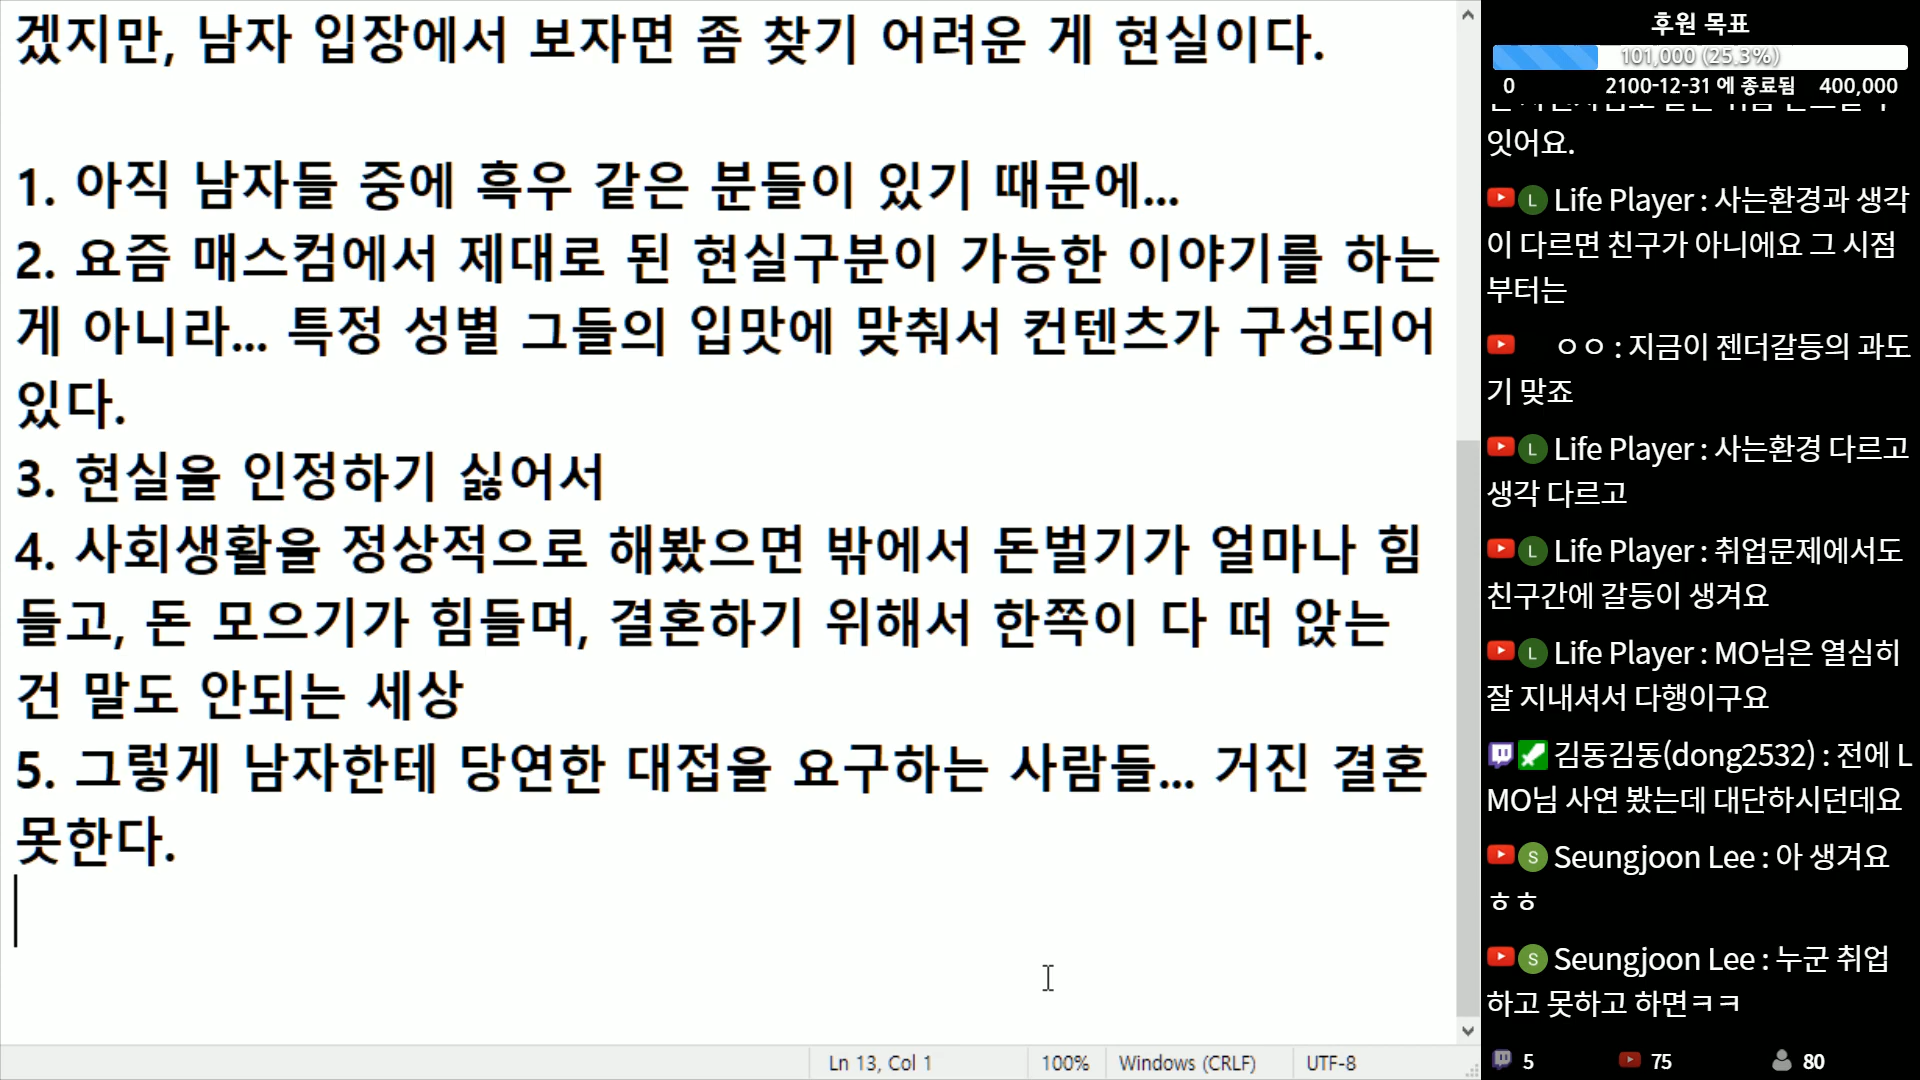 겠지만, 남자 입장에서 보자면 좀 찾기 어려운 게 현실이다.
1. 아직 남자들 중에 흑우 같은 분들이 있기 때문에...
2. 요즘 매스컴에서 제대로 된 현실구분이 가능한 이야기를 하는
게 아니라... 특정 성별 그들의 입맛에 맞춰서 컨텐츠가 구성되어
있다.
3. 현실을 인정하기 싫어서
4. 사회생활을 정상적으로 해봤으면 밖에서 돈벌기가 얼마나 힘
들고, 돈 모으기가 힘들며, 결혼하기 위해서 한쪽이 다 떠 앉는
건 말도 안되는 세상
5. 그렇게 남자한테 당연한 대접을 요구하는 사람들... 거진 결혼
못한다.
Ln 13, Col 1
100%
Windows (CRLF)
UTF-8
후원 목표
101,000 (25.3%)
0 2100-12-31 에 종료됨 400,000
잇어요.
L Life Player : 사는환경과 생각
이 다르면 친구가 아니에요 그 시점
부터는
ㅇㅇ : 지금이 젠더갈등의 과도
기 맞죠
L Life Player : 사는환경 다르고
생각 다르고
L Life Player : 취업문제에서도
친구간에 갈등이 생겨요
L Life Player : MO님은 열심히
잘 지내셔서 다행이구요
김동김동(dong2532) : 전에 L
MO님 사연 봤는데 대단하시던데요
S Seungjoon Lee : 아 생겨요
ㅎㅎ
S Seungjoon Lee : 누군 취업
하고 못하고 하면ㅋㅋ
5 75 80